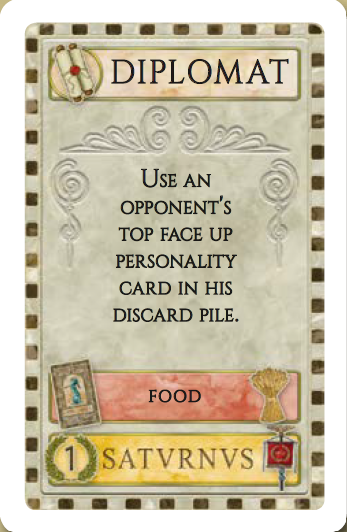 DIPLOMAT
USE AN
OPPONENT'S
TOP FACE UP
PERSONALITY
CARD IN HIS
DISCARD PILE.
FOOD
1 SATVRNVS